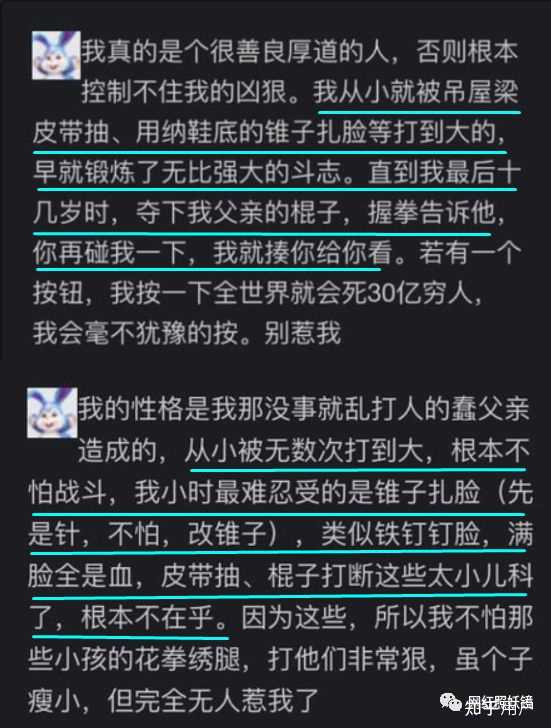 我真的是个很善良厚道的人，否则根本
控制不住我的凶狠。我从小就被吊屋梁
皮带抽、用纳鞋底的锥子扎脸等打到大的，
早就锻炼了无比强大的斗志。直到我最后十
几岁时，夺下我父亲的棍子，握拳告诉他，
你再碰我一下，我就揍你给你看。若有一个
按钮，我按一下全世界就会死30亿穷人，
我会毫不犹豫的按。别惹我
我的性格是我那没事就乱打人的蠢父亲
造成的，从小被无数次打到大，根本不
怕战斗，我小时最难忍受的是锥子扎脸（先
是针，不怕，改锥子），类似铁钉钉脸，满
脸全是血，皮带抽、棍子打断这些太小儿科
了，根本不在乎。因为这些，所以我不怕那
些小孩的花拳绣腿，打他们非常狠，虽个子
瘦小，但完全无人惹我了
网红照妖镜
知乎用户